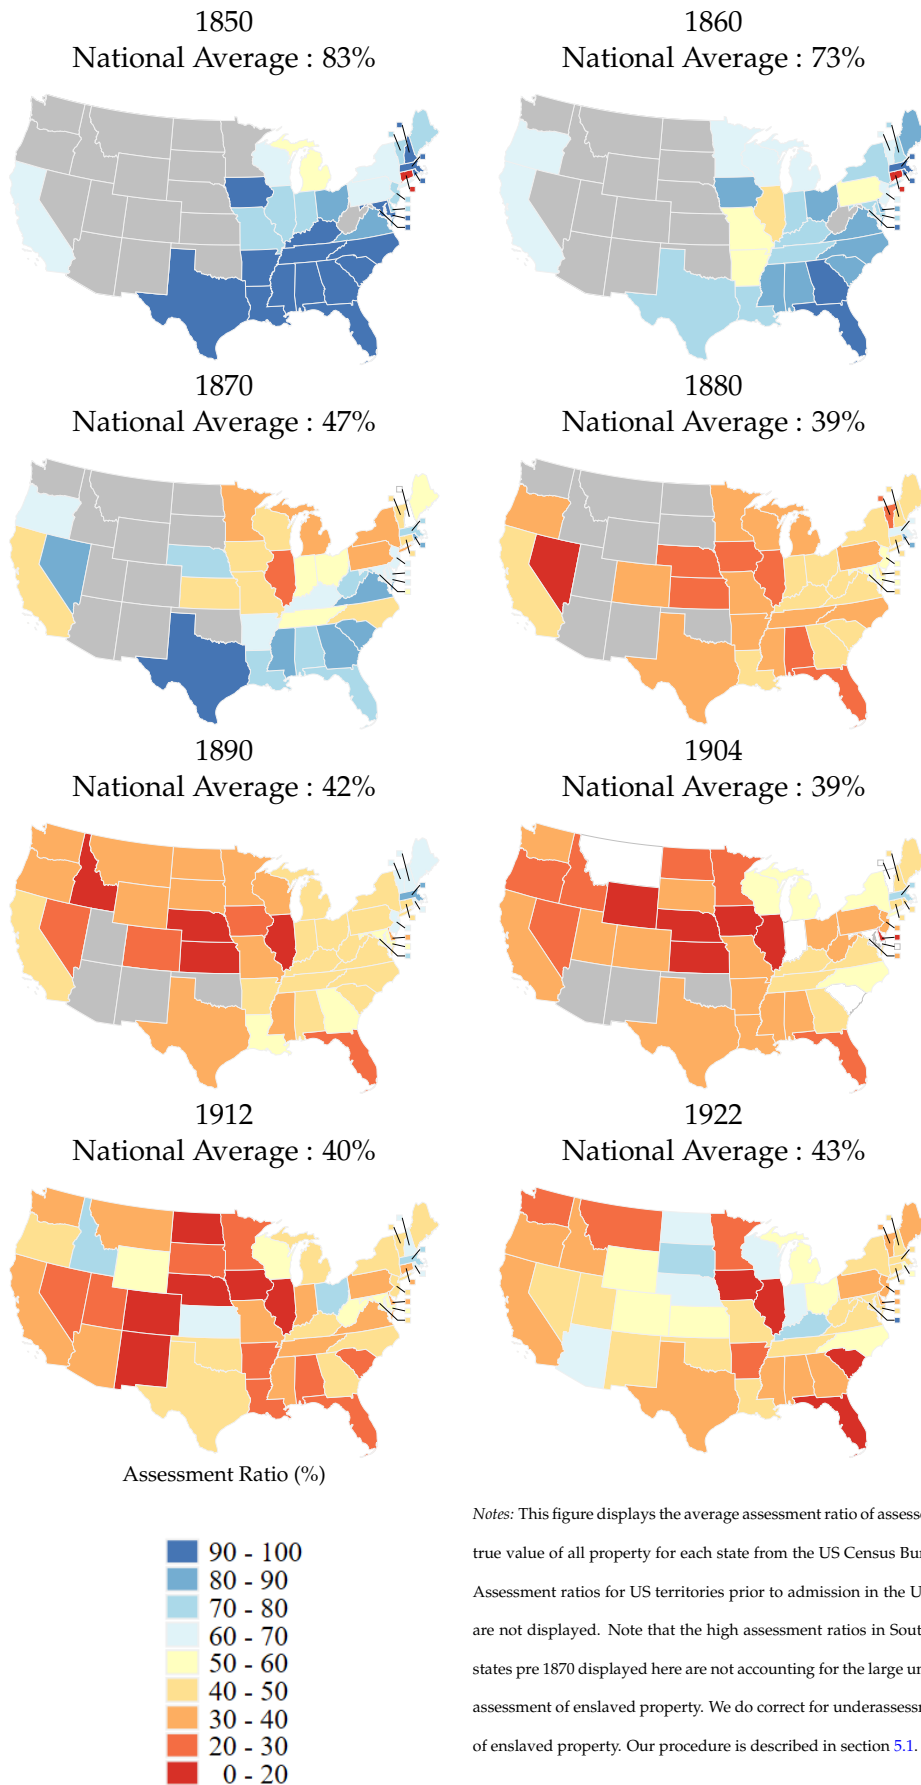 1850
National Average : 83%
1860
National Average : 73%
1870
National Average : 47%
1880
National Average : 39%
1890
National Average : 42%
1904
National Average : 39%
1912
National Average : 40%
1922
National Average : 43%
Assessment Ratio (%)
90 - 100
80 - 90
70 - 80
60 - 70
50 - 60
40 - 50
30 - 40
20 - 30
0 - 20
Notes: This figure displays the average assessment ratio of
true value of all property for each state from the US Census
Assessment ratios for US territories prior to admission in the
are not displayed. Note that the high assessment ratios in
states pre 1870 displayed here are not accounting for the large
assessment of enslaved property. We do correct for
of enslaved property. Our procedure is described in section 5.1.